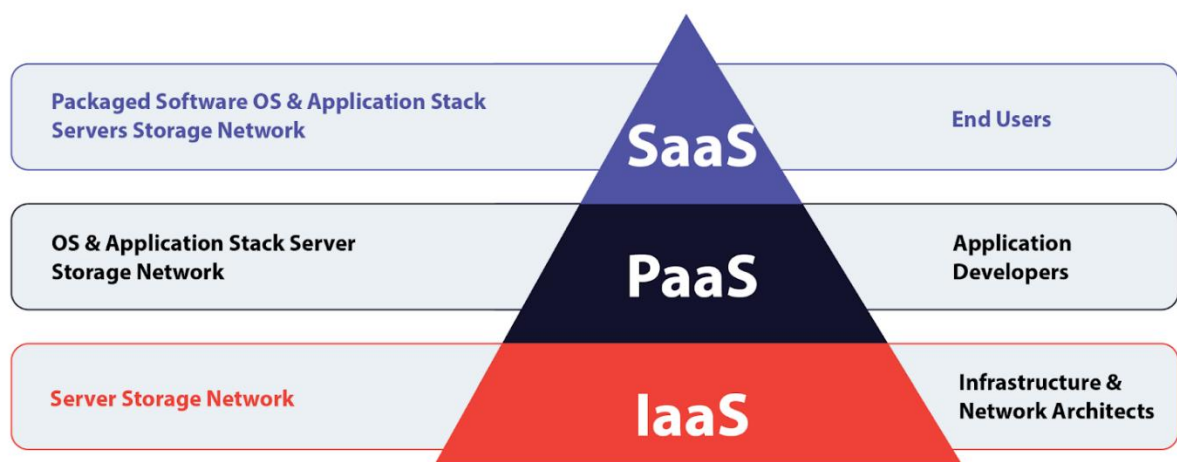 Packaged Software OS & Application Stack
Servers Storage Network
SaaS
End Users
OS & Application Stack Server
Storage Network
PaaS
Application
Developers
Server Storage Network
IaaS
Infrastructure &
Network Architects